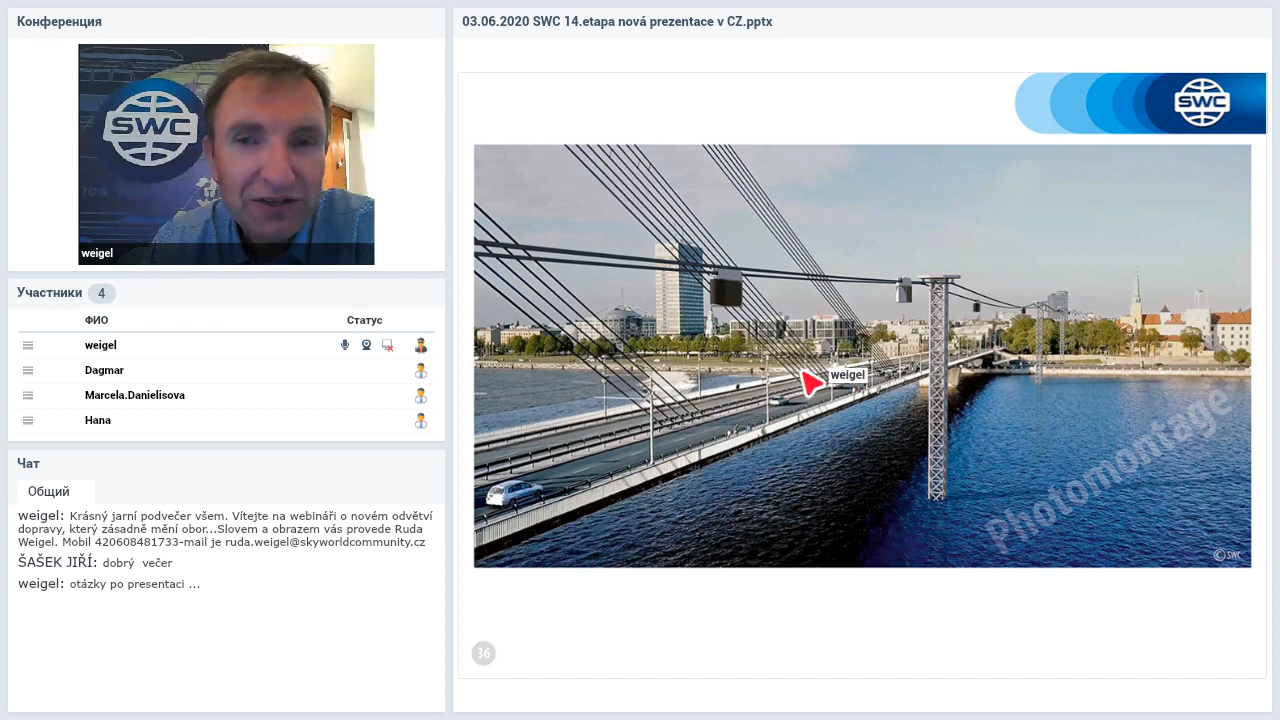 Конференция
SWC
weigel
Участники 4
ФИО Статус
weigel
Dagmar
Marcela.Danielisova
Hana
Чат
Общий
weigel: Krásný jarní podvečer všem. Vítejte na webináři o novém odvětví
dopravy, který zásadně mění obor...Slovem a obrazem vás provede Ruda
Weigel. Mobil 420608481733-mail je ruda.weigel@skyworldcommunity.cz
ŠAŠEK JIŘÍ: dobrý večer
weigel: otázky po presentaci ...
03.06.2020 SWC 14.etapa nová prezentace v CZ.pptx
SWC
weigel
Photomontage
© SWC
36